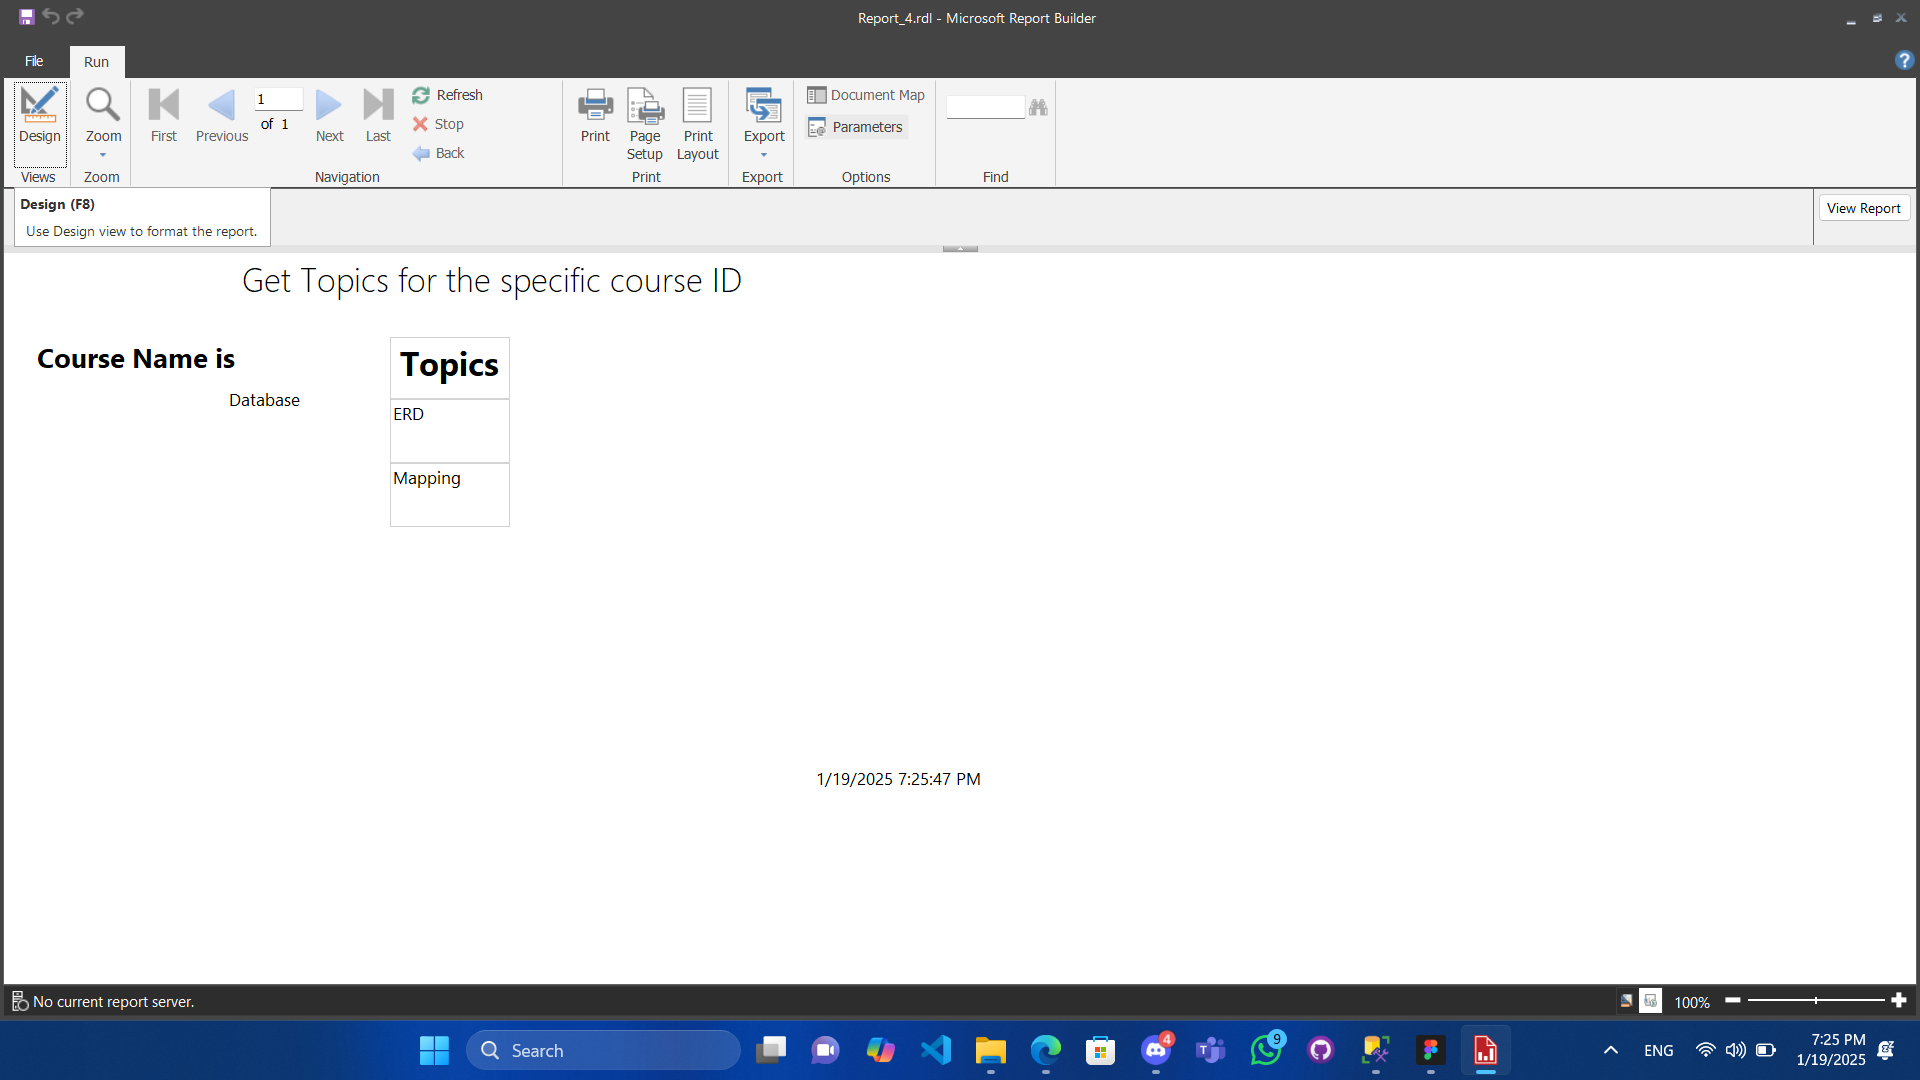 Report_4.rdl - Microsoft Report Builder
File
Run
Design
Views
Zoom
Zoom
First
Previous
1
of 1
Next
Last
Refresh
Stop
Back
Navigation
Print
Page Setup
Print Layout
Print
Export
Export
Document Map
Parameters
Options
Find
Design (F8)
Use Design view to format the report.
View Report
Get Topics for the specific course ID
Course Name is
Database
Topics
ERD
Mapping
1/19/2025 7:25:47 PM
No current report server.
100%
Search
4
9
ENG
7:25 PM
1/19/2025